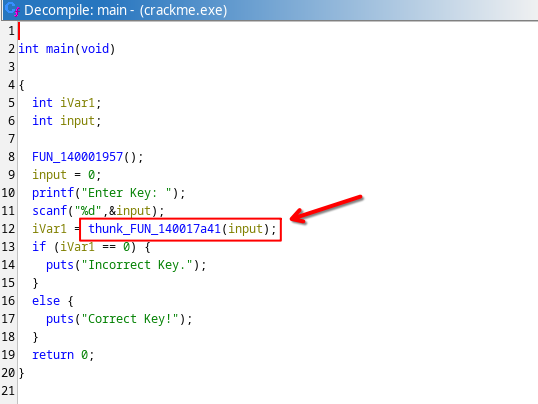 Decompile: main - (crackme.exe)
1
2 int main(void)
3
4 {
5 int iVar1;
6 int input;
7
8 FUN_140001957();
9 input = 0;
10 printf("Enter Key: ");
11 scanf("%d",&input);
12 iVar1 = thunk_FUN_140017a41(input);
13 if (iVar1 == 0) {
14 puts("Incorrect Key.");
15 }
16 else {
17 puts("Correct Key!");
18 }
19 return 0;
20 }
21